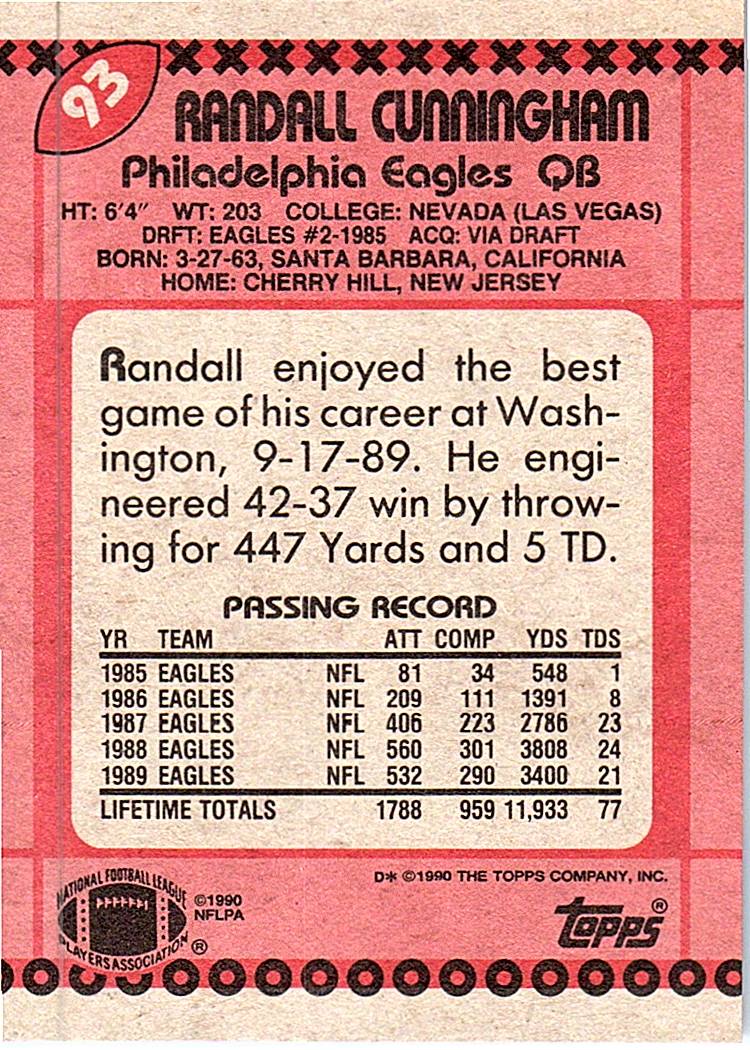 93
RANDALL CUNNINGHAM
Philadelphia Eagles QB
HT: 6'4" WT: 203 COLLEGE: NEVADA (LAS VEGAS)
DRFT: EAGLES #2-1985 ACQ: VIA DRAFT
BORN: 3-27-63, SANTA BARBARA, CALIFORNIA
HOME: CHERRY HILL, NEW JERSEY
Randall enjoyed the best
game of his career at Wash-
ington, 9-17-89. He engi-
neered 42-37 win by throw-
ing for 447 Yards and 5 TD.
PASSING RECORD
YR TEAM ATT COMP YDS TDS
1985 EAGLES NFL 81 34 548 1
1986 EAGLES NFL 209 111 1391 8
1987 EAGLES NFL 406 223 2786 23
1988 EAGLES NFL 560 301 3808 24
1989 EAGLES NFL 532 290 3400 21
LIFETIME TOTALS 1788 959 11,933 77
D* ©1990 THE TOPPS COMPANY, INC.
NATIONAL FOOTBALL LEAGUE
PLAYERS ASSOCIATION ®
©1990
NFLPA
TOPPS ®